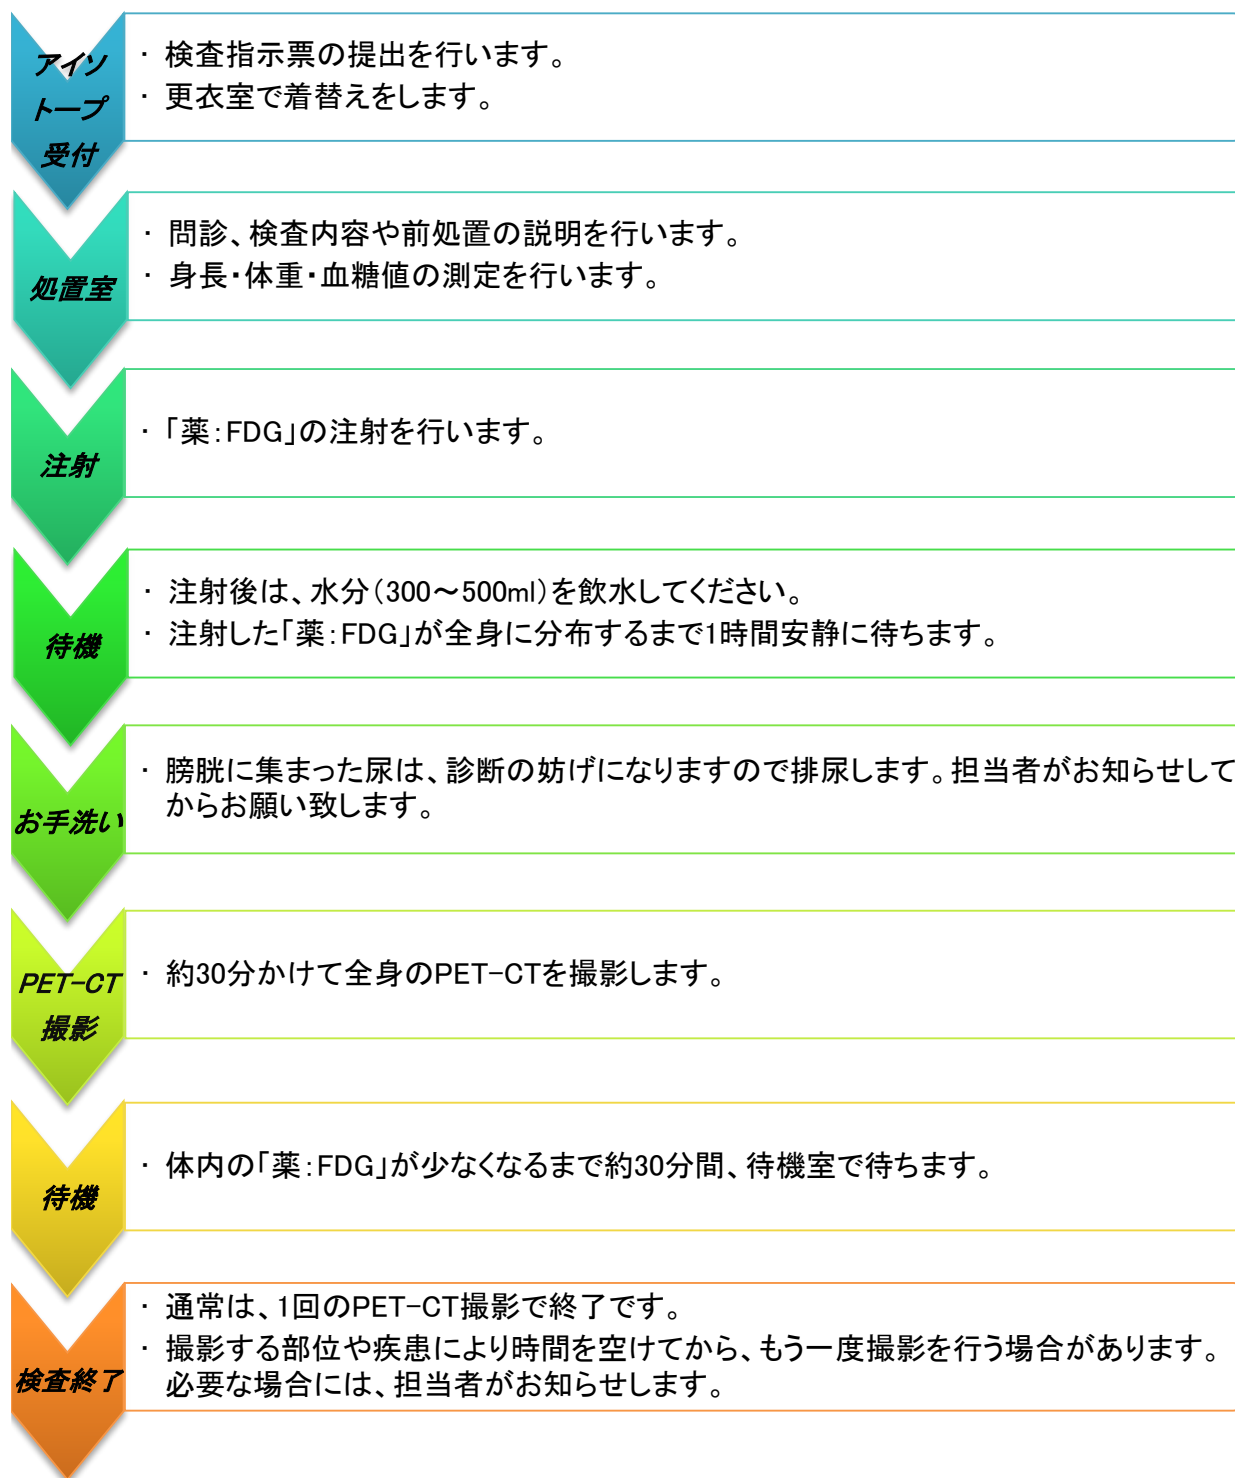 アイソ
トープ
受付
・ 検査指示票の提出を行います。
・ 更衣室で着替えをします。
処置室
・ 問診、検査内容や前処置の説明を行います。
・ 身長・体重・血糖値の測定を行います。
注射
・ 「薬：FDG」の注射を行います。
待機
・ 注射後は、水分（300～500ml）を飲水してください。
・ 注射した「薬：FDG」が全身に分布するまで1時間安静に待ちます。
お手洗い
・ 膀胱に集まった尿は、診断の妨げになりますので排尿します。担当者がお知らせして
からお願い致します。
PET-CT
撮影
・ 約30分かけて全身のPET-CTを撮影します。
待機
・ 体内の「薬：FDG」が少なくなるまで約30分間、待機室で待ちます。
検査終了
・ 通常は、1回のPET-CT撮影で終了です。
・ 撮影する部位や疾患により時間を空けてから、もう一度撮影を行う場合があります。
必要な場合には、担当者がお知らせします。